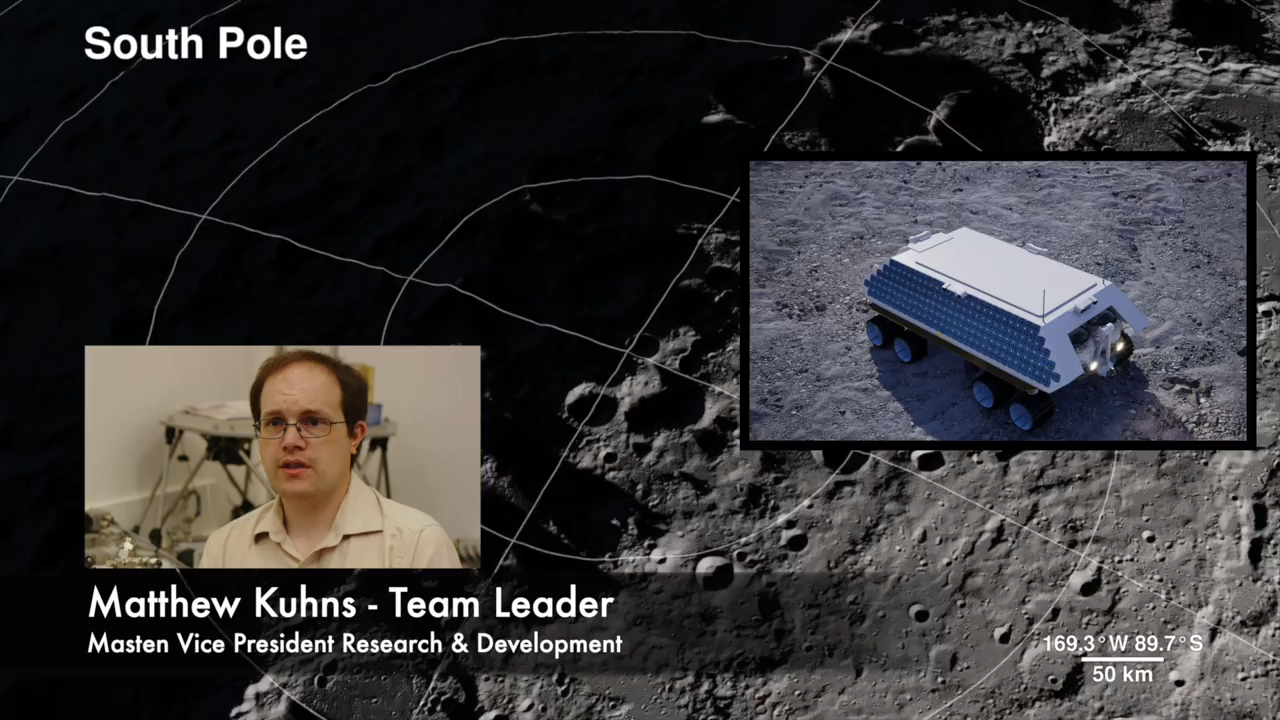 South Pole
Matthew Kuhns - Team Leader
Masten Vice President Research & Development
169.3°W 89.7°S
50 km